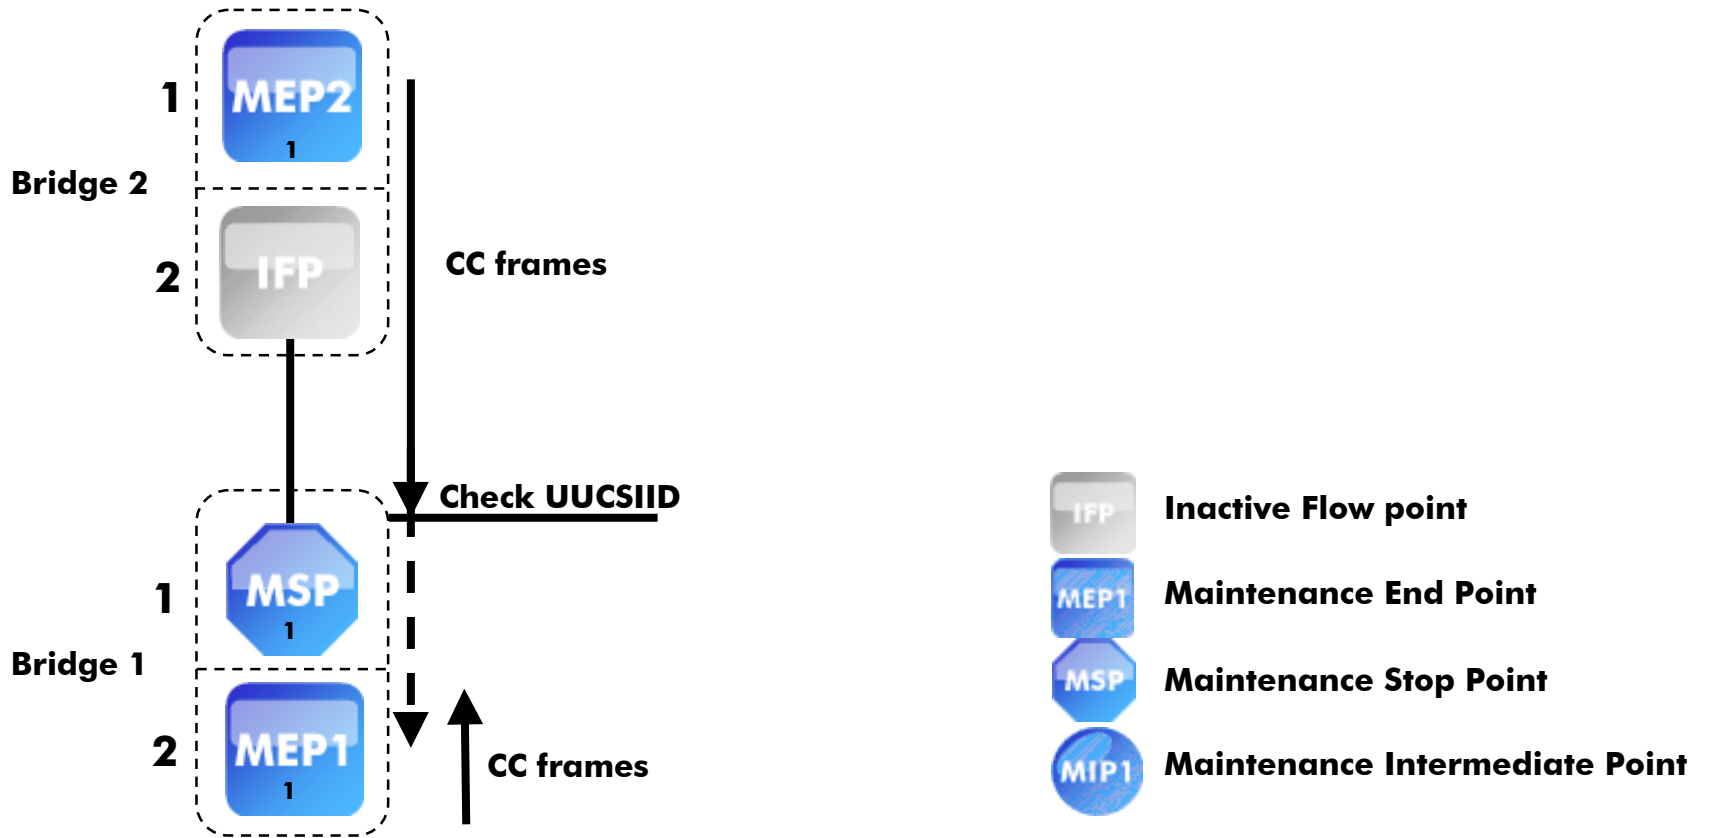 1
MEP2
1
Bridge 2
2
IFP
CC frames
Check UUCSIID
1
MSP
1
Bridge 1
2
MEP1
1
CC frames
IFP
Inactive Flow point
MEP1
Maintenance End Point
MSP
Maintenance Stop Point
MIP1
Maintenance Intermediate Point